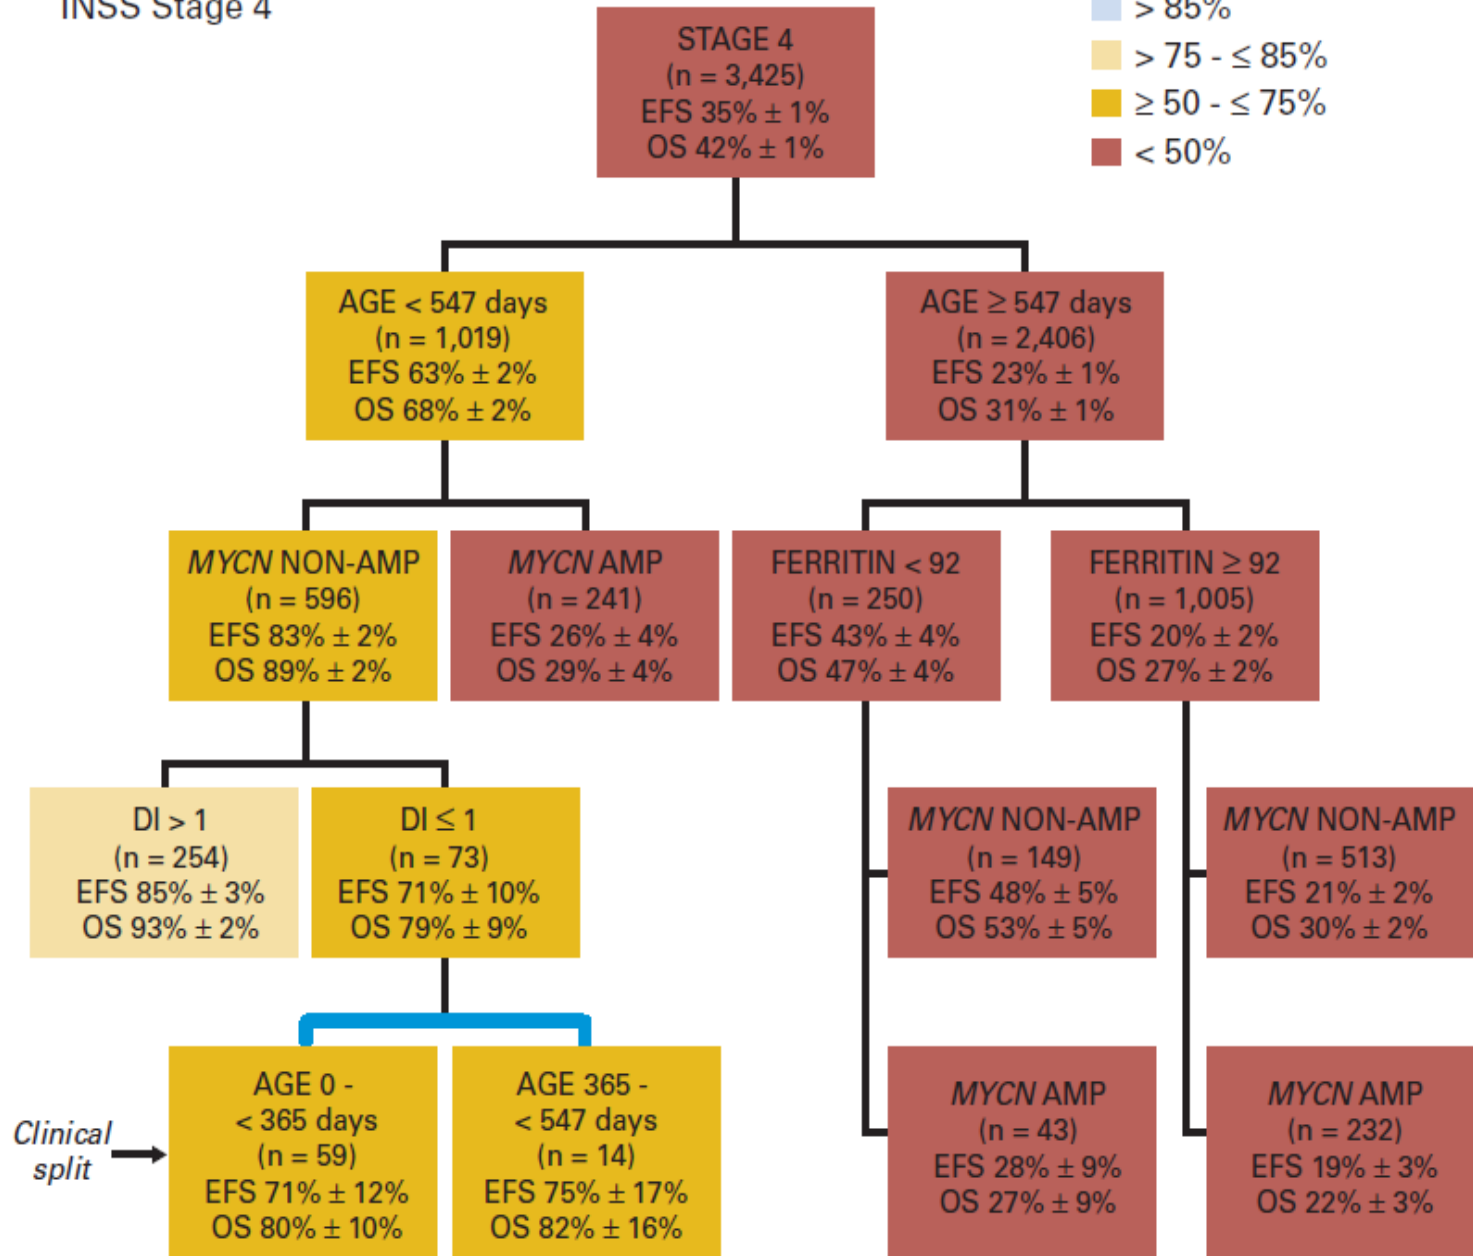 INSS Stage 4
> 85%
> 75 - ≤ 85%
≥ 50 - ≤ 75%
< 50%
STAGE 4
(n = 3,425)
EFS 35% ± 1%
OS 42% ± 1%
AGE < 547 days
(n = 1,019)
EFS 63% ± 2%
OS 68% ± 2%
AGE ≥ 547 days
(n = 2,406)
EFS 23% ± 1%
OS 31% ± 1%
MYCN NON-AMP
(n = 596)
EFS 83% ± 2%
OS 89% ± 2%
MYCN AMP
(n = 241)
EFS 26% ± 4%
OS 29% ± 4%
FERRITIN < 92
(n = 250)
EFS 43% ± 4%
OS 47% ± 4%
FERRITIN ≥ 92
(n = 1,005)
EFS 20% ± 2%
OS 27% ± 2%
DI > 1
(n = 254)
EFS 85% ± 3%
OS 93% ± 2%
DI ≤ 1
(n = 73)
EFS 71% ± 10%
OS 79% ± 9%
MYCN NON-AMP
(n = 149)
EFS 48% ± 5%
OS 53% ± 5%
MYCN NON-AMP
(n = 513)
EFS 21% ± 2%
OS 30% ± 2%
Clinical
split
AGE 0 -
< 365 days
(n = 59)
EFS 71% ± 12%
OS 80% ± 10%
AGE 365 -
< 547 days
(n = 14)
EFS 75% ± 17%
OS 82% ± 16%
MYCN AMP
(n = 43)
EFS 28% ± 9%
OS 27% ± 9%
MYCN AMP
(n = 232)
EFS 19% ± 3%
OS 22% ± 3%